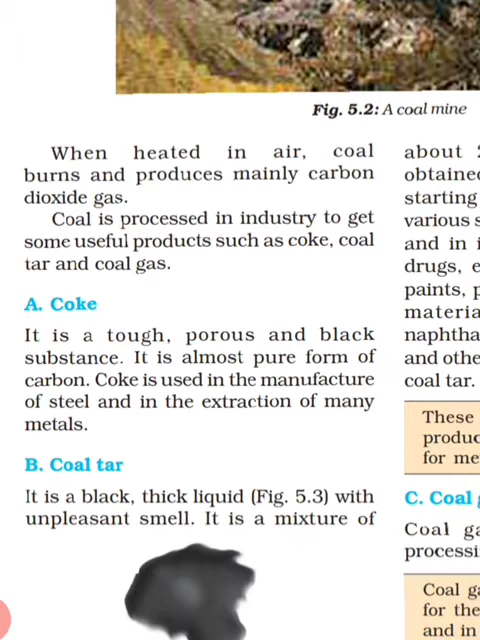 Fig. 5.2: A coal mine
When heated in air, coal
burns and produces mainly carbon
dioxide gas.
Coal is processed in industry to get
some useful products such as coke, coal
tar and coal gas.
A. Coke
It is a tough, porous and black
substance. It is almost pure form of
carbon. Coke is used in the manufacture
of steel and in the extraction of many
metals.
B. Coal tar
It is a black, thick liquid (Fig. 5.3) with
unpleasant smell. It is a mixture of
about
obtained
starting
various
and in
drugs,
paints,
naphtha
and othe
coal tar.
These
produc
for me
C. Coal
Coal ga
processi
Coal ga
for the
and in